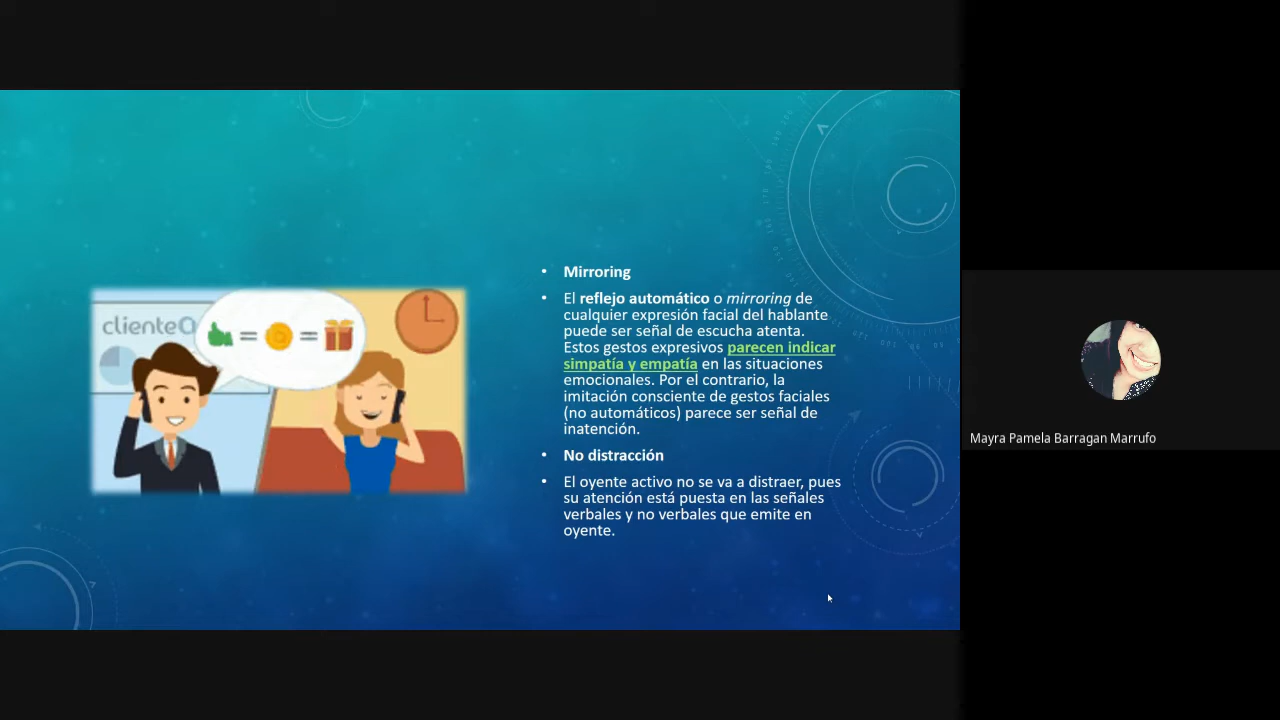 clienteQ
• Mirroring
• El reflejo automático o mirroring de
cualquier expresión facial del hablante
puede ser señal de escucha atenta.
Estos gestos expresivos parecen indicar
simpatía y empatía en las situaciones
emocionales. Por el contrario, la
imitación consciente de gestos faciales
(no automáticos) parece ser señal de
inatención.
• No distracción
• El oyente activo no se va a distraer, pues
su atención está puesta en las señales
verbales y no verbales que emite en
oyente.
Mayra Pamela Barragan Marrufo